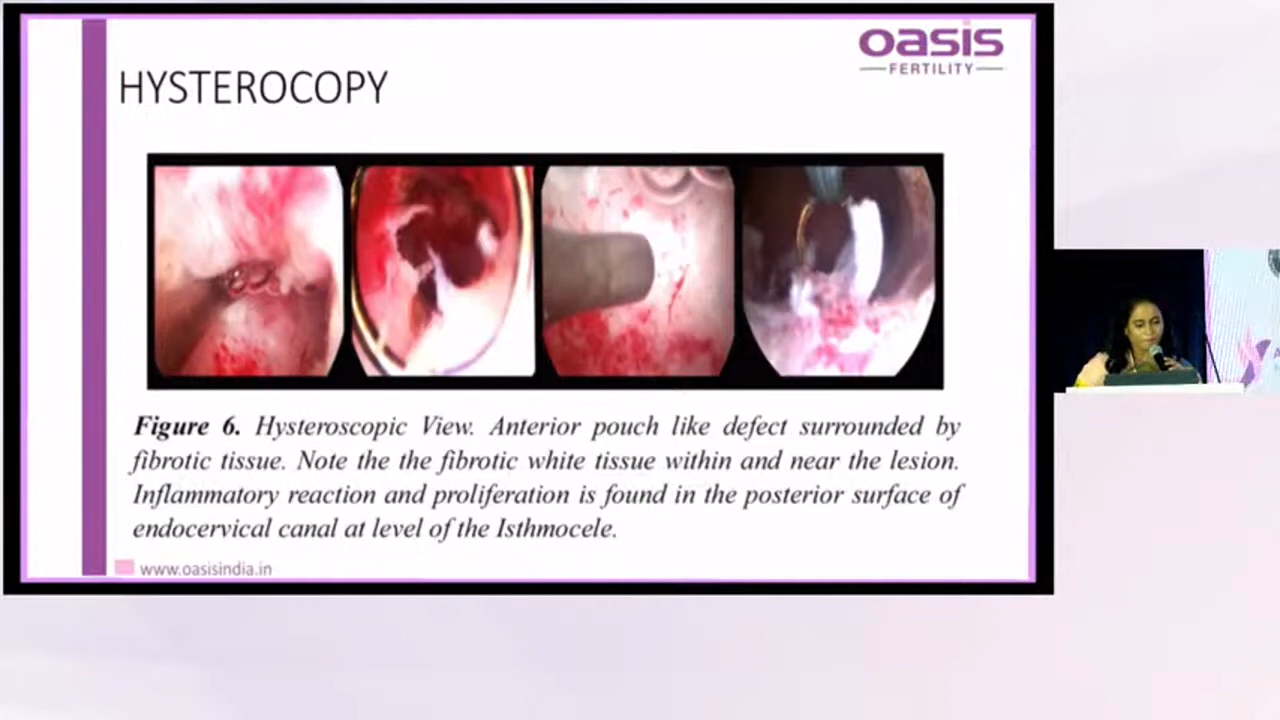 oasis
FERTILITY
HYSTEROCOPY
Figure 6. Hysteroscopic View. Anterior pouch like defect surrounded by
fibrotic tissue. Note the the fibrotic white tissue within and near the lesion.
Inflammatory reaction and proliferation is found in the posterior surface of
endocervical canal at level of the Isthmocele.
www.oasisindia.in